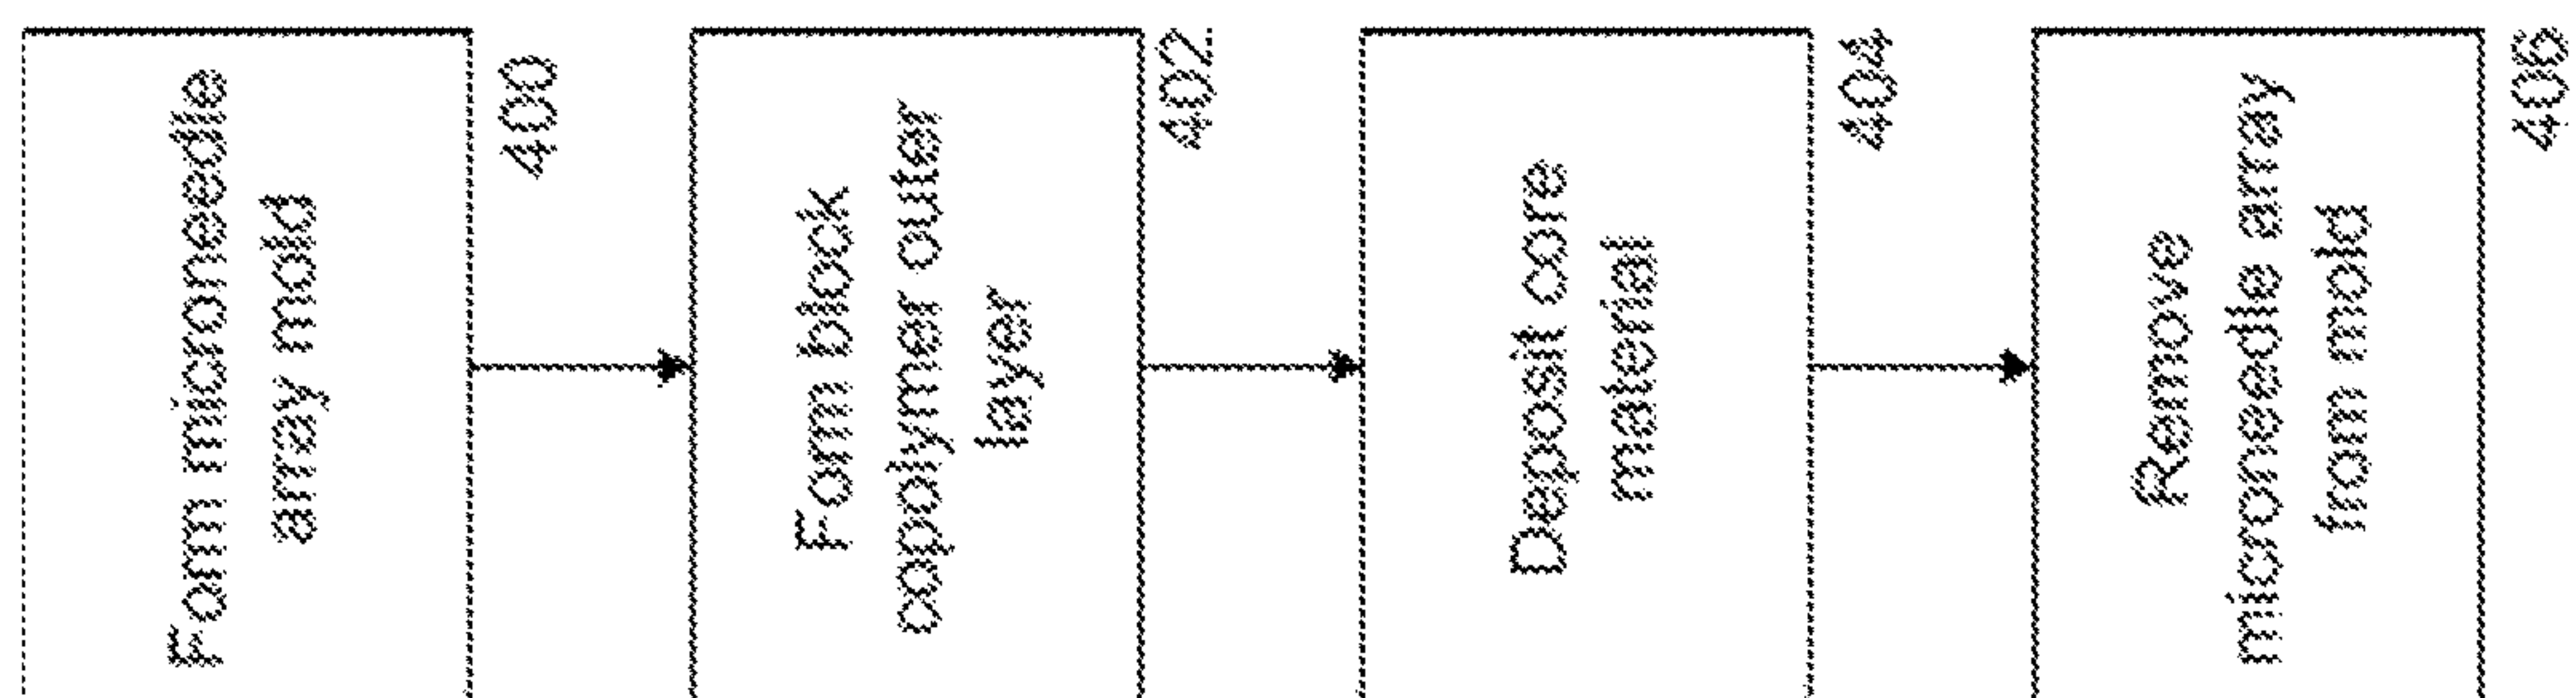 Form microneedle
array mold
400
Form block
copolymer outer
layer
402
Deposit core
material
404
Remove
microneedle array
from mold
406